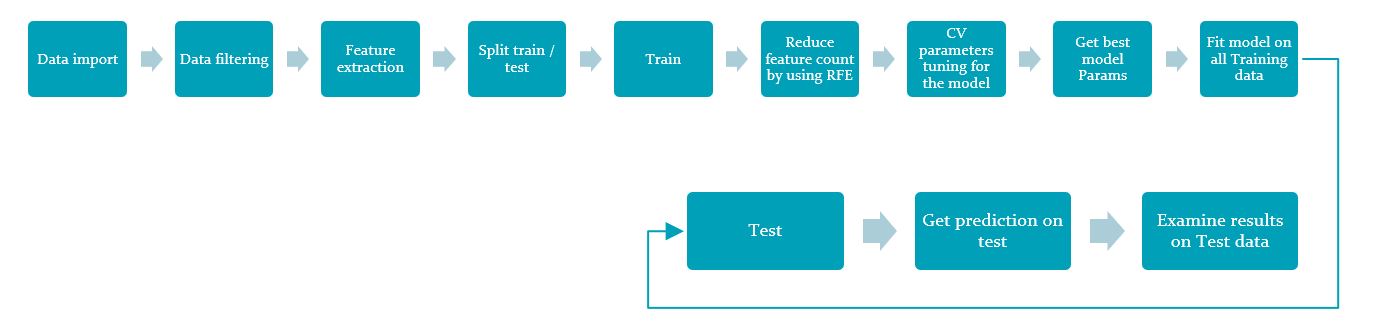 Data import
Data filtering
Feature
extraction
Split train /
test
Train
Reduce
feature count
by using RFE
CV
parameters
tuning for
the model
Get best
model
Params
Fit model on
all Training
data
Test
Get prediction on
test
Examine results
on Test data